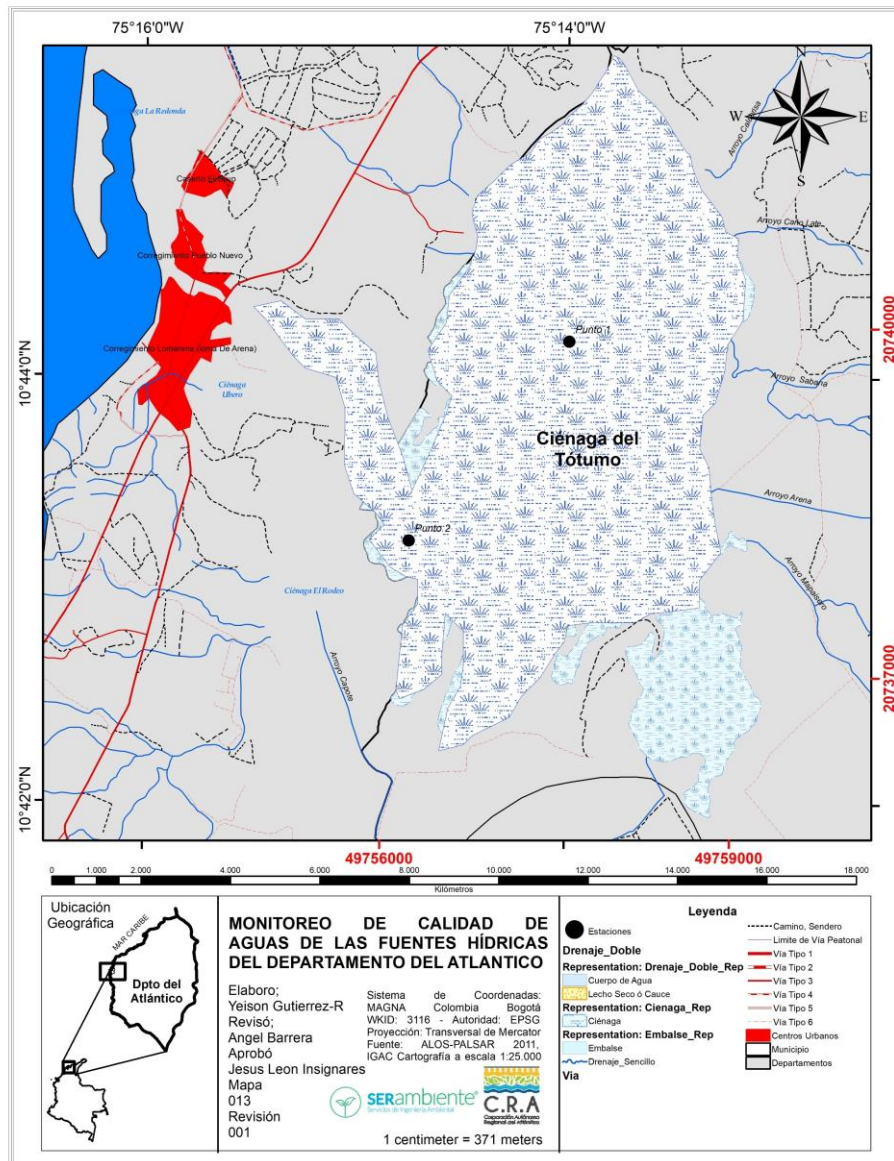 75°16'0"W
75°14'0"W
N
W
E
S
Arroyo Cano Late
Corregimiento Pueblo Nuevo
20740000
Punto 1
10°44'0"N
Arroyo Sabana
Ciénaga
Ubero
Ciénaga del
Tótumo
Arroyo Arena
Punto 2
Ciénaga El Rodeo
Arroyo Capote
20737000
10°42'0"N
49756000
49759000
0 1.000 2.000 4.000 6.000 8.000 10.000 12.000 14.000 16.000 18.000
Kilómetros
Ubicación
Geográfica
MAR CARIBE
Dpto del
Atlántico
MONITOREO DE CALIDAD DE
AGUAS DE LAS FUENTES HÍDRICAS
DEL DEPARTAMENTO DEL ATLANTICO
Elaboro;
Yeison Gutierrez-R
Revisó;
Angel Barrera
Aprobó
Jesus Leon Insignares
Mapa
013
Revisión
001
Sistema de Coordenadas:
MAGNA Colombia Bogotá
WKID: 3116 - Autoridad: EPSG
Proyección: Transversal de Mercator
Fuente: ALOS-PALSAR 2011,
IGAC Cartografía a escala 1:25.000
SERambiente®
Servicios de Ingeniería Ambiental
C.R.A
Corporación Autónoma
Regional del Atlántico
1 centimeter = 371 meters
Leyenda
Estaciones
Drenaje_Doble
Representation: Drenaje_Doble_Rep
Cuerpo de Agua
Lecho Seco ó Cauce
Representation: Cienaga_Rep
Ciénaga
Representation: Embalse_Rep
Embalse
Drenaje_Sencillo
Via
Camino, Sendero
Limite de Vía Peatonal
Vía Tipo 1
Vía Tipo 2
Vía Tipo 3
Vía Tipo 4
Vía Tipo 5
Vía Tipo 6
Centros Urbanos
Municipio
Departamentos